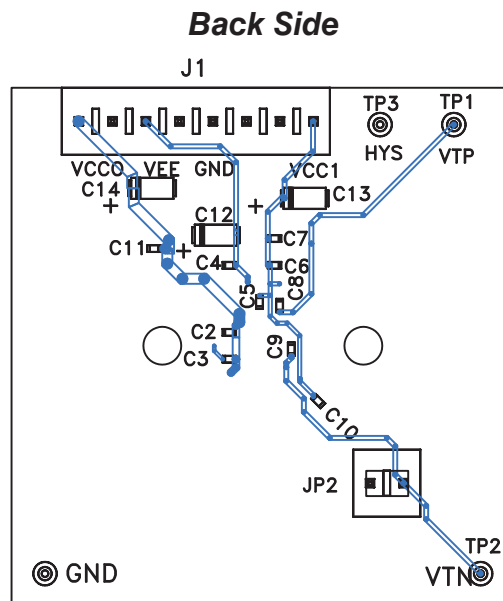 Back Side
J1
TP3 TP1
HYS VTP
VCCO VEE GND VCC1
C14 C13
C12
C11 C7
C4 C6
C5 C8
C2 C9
C3
C10
JP2
TP2
GND VTN